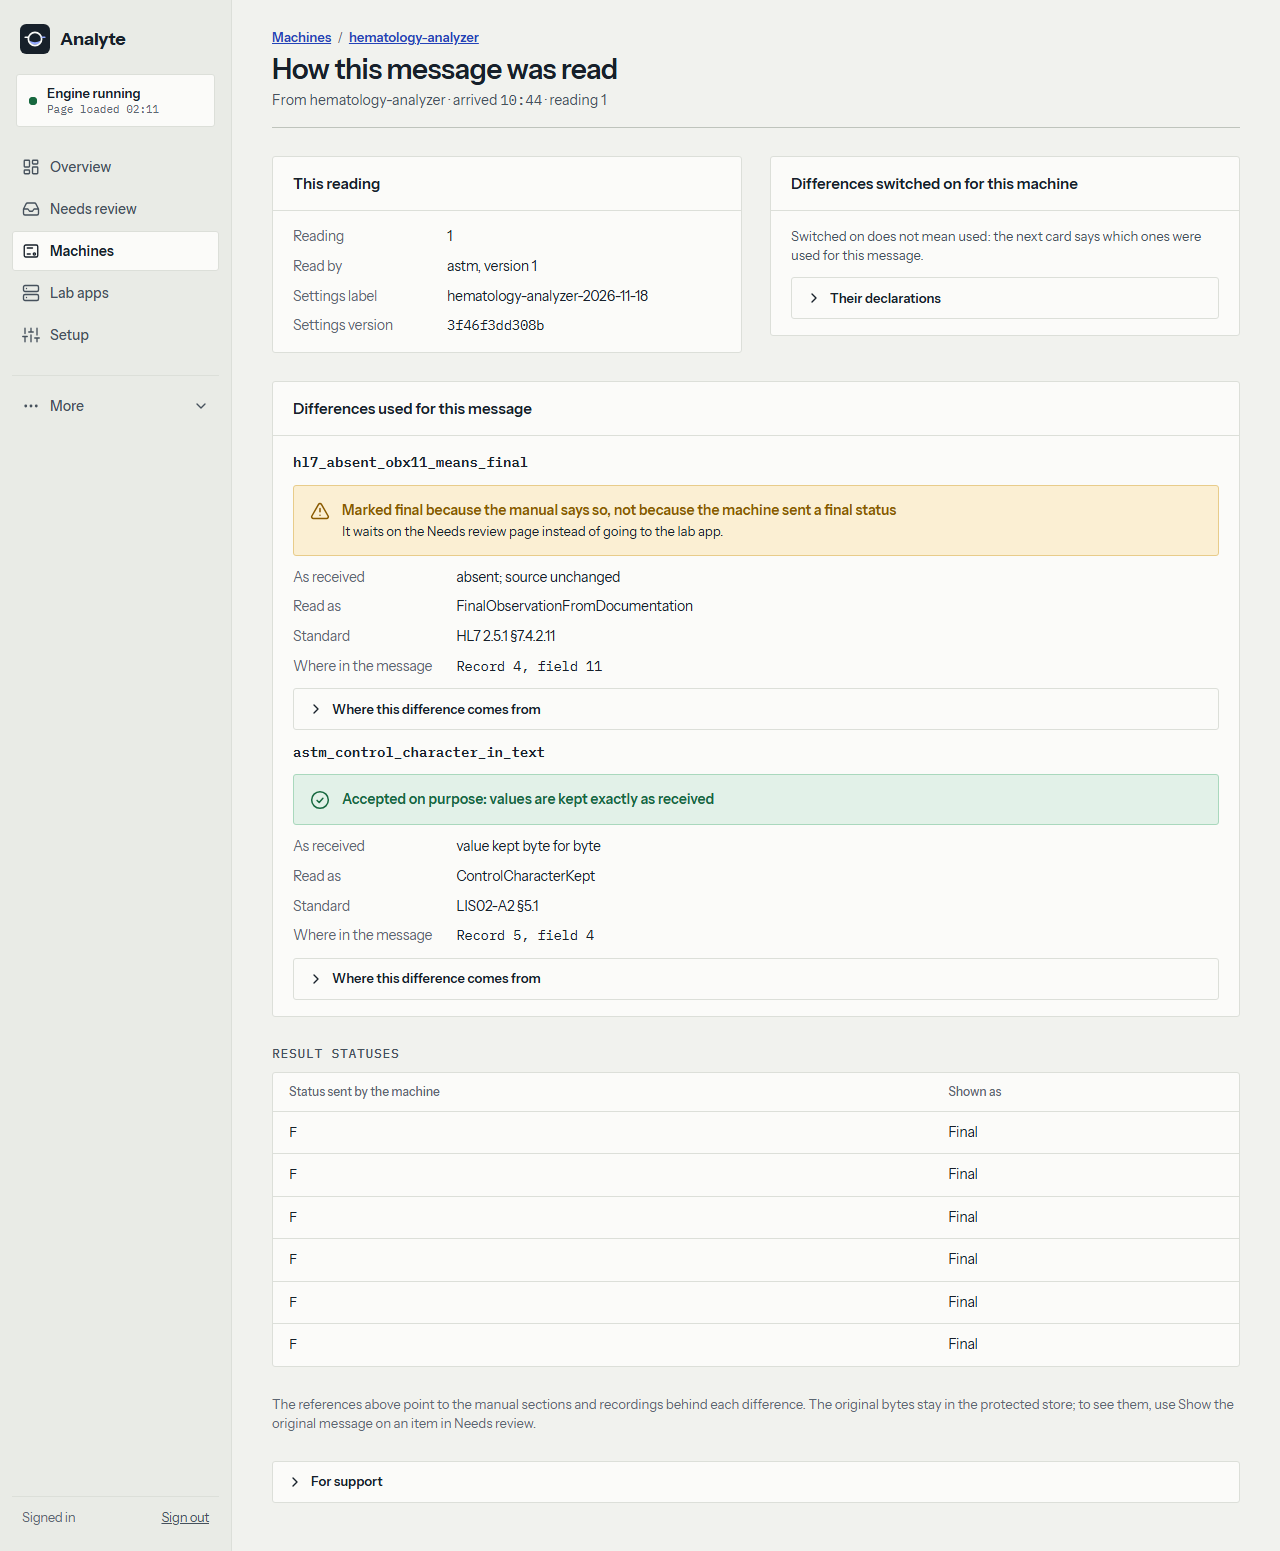 Analyte
Engine running
Page loaded 02:11
Overview
Needs review
Machines
Lab apps
Setup
More
Signed in
Sign out
Machines / hematology-analyzer
How this message was read
From hematology-analyzer · arrived 10:44 · reading 1
This reading
Reading 1
Read by astm, version 1
Settings label hematology-analyzer-2026-11-18
Settings version 3f46f3dd308b
Differences switched on for this machine
Switched on does not mean used: the next card says which ones were
used for this message.
Their declarations
Differences used for this message
hl7_absent_obx11_means_final
Marked final because the manual says so, not because the machine sent a final status
It waits on the Needs review page instead of going to the lab app.
As received absent; source unchanged
Read as FinalObservationFromDocumentation
Standard HL7 2.5.1 §7.4.2.11
Where in the message Record 4, field 11
Where this difference comes from
astm_control_character_in_text
Accepted on purpose: values are kept exactly as received
As received value kept byte for byte
Read as ControlCharacterKept
Standard LIS02-A2 §5.1
Where in the message Record 5, field 4
Where this difference comes from
RESULT STATUSES
Status sent by the machine Shown as
F Final
F Final
F Final
F Final
F Final
F Final
The references above point to the manual sections and recordings behind each difference. The original bytes stay in the protected store; to see them, use Show the
original message on an item in Needs review.
For support